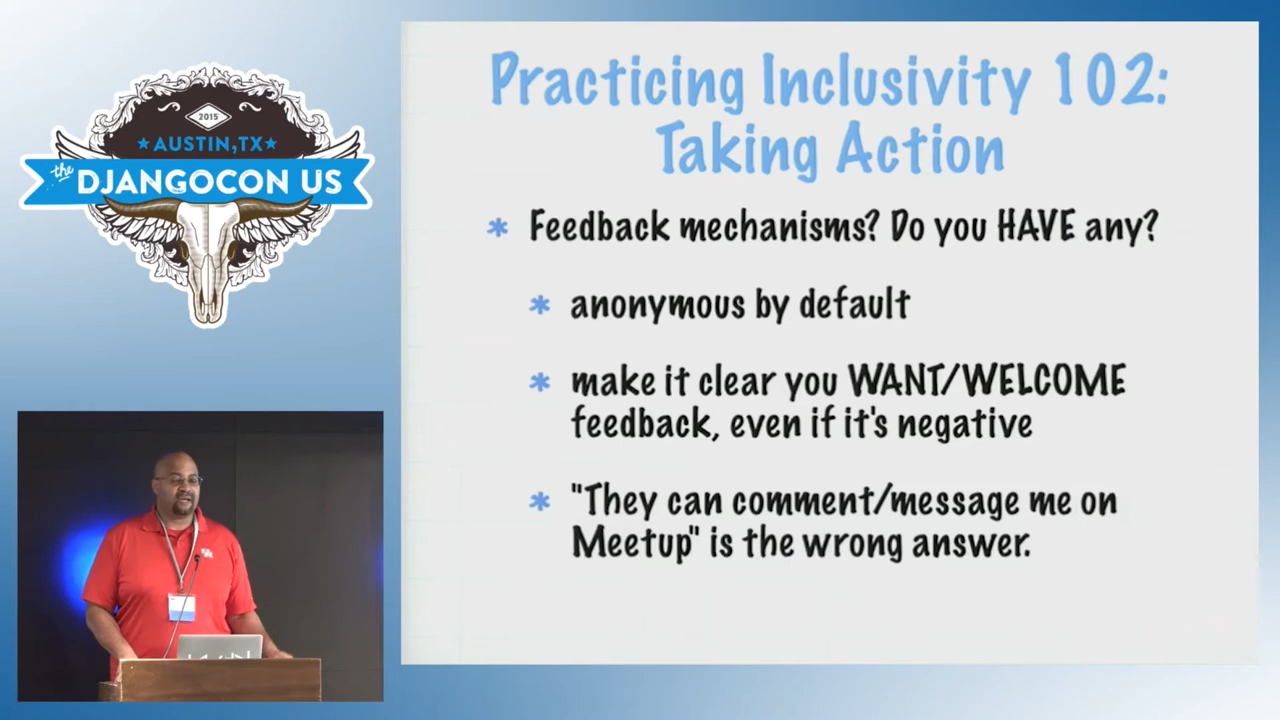 2015
★ AUSTIN,TX ★
the
DJANGOCON US
Practicing Inclusivity 102:
Taking Action
* Feedback mechanisms? Do you HAVE any?
* anonymous by default
* make it clear you WANT/WELCOME
feedback, even if it's negative
* "They can comment/message me on
Meetup" is the wrong answer.